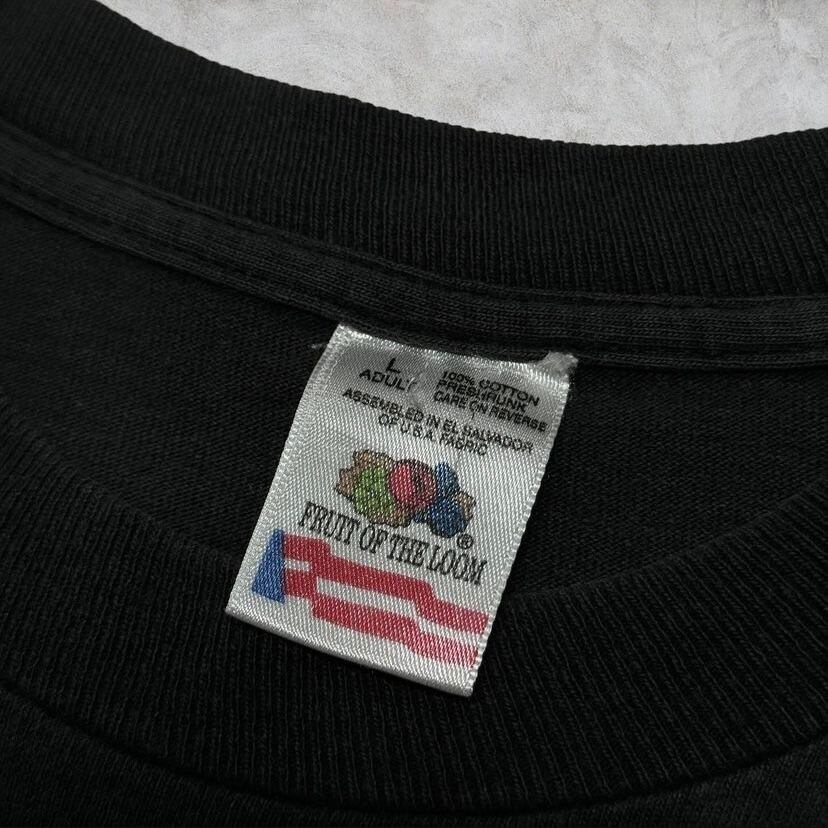 L
ADULT
100% COTTON
PRESHRUNK
CARE ON REVERSE
ASSEMBLED IN EL SALVADOR
OF U.S.A. FABRIC
FRUIT OF THE LOOM®